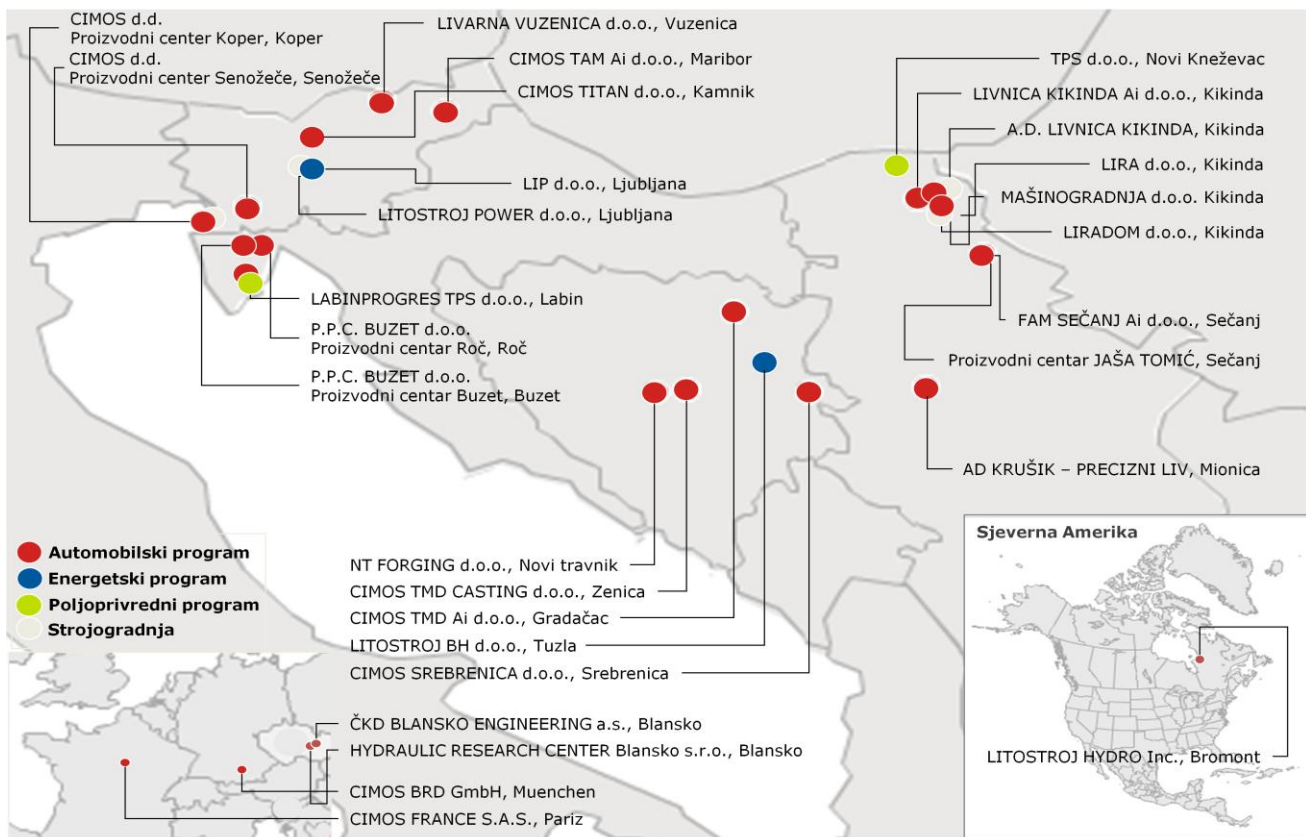 CIMOS d.d.
Proizvodni center Koper, Koper
CIMOS d.d.
Proizvodni center Senožeče, Senožeče
LIVARNA VUZENICA d.o.o., Vuzenica
CIMOS TAM Ai d.o.o., Maribor
CIMOS TITAN d.o.o., Kamnik
LIP d.o.o., Ljubljana
LITOSTROJ POWER d.o.o., Ljubljana
LABINPROGRES TPS d.o.o., Labin
P.P.C. BUZET d.o.o.
Proizvodni centar Roč, Roč
P.P.C. BUZET d.o.o.
Proizvodni centar Buzet, Buzet
TPS d.o.o., Novi Kneževac
LIVNICA KIKINDA Ai d.o.o., Kikinda
A.D. LIVNICA KIKINDA, Kikinda
LIRA d.o.o., Kikinda
MAŠINOGRADNJA d.o.o. Kikinda
LIRADOM d.o.o., Kikinda
FAM SEČANJ Ai d.o.o., Sečanj
Proizvodni centar JAŠA TOMIĆ, Sečanj
AD KRUŠIK – PRECIZNI LIV, Mionica
Automobilski program
Energetski program
Poljoprivredni program
Strojogradnja
NT FORGING d.o.o., Novi travnik
CIMOS TMD CASTING d.o.o., Zenica
CIMOS TMD Ai d.o.o., Gradačac
LITOSTROJ BH d.o.o., Tuzla
CIMOS SREBRENICA d.o.o., Srebrenica
ČKD BLANSKO ENGINEERING a.s., Blansko
HYDRAULIC RESEARCH CENTER Blansko s.r.o., Blansko
CIMOS BRD GmbH, Muenchen
CIMOS FRANCE S.A.S., Pariz
Sjeverna Amerika
LITOSTROJ HYDRO Inc., Bromont